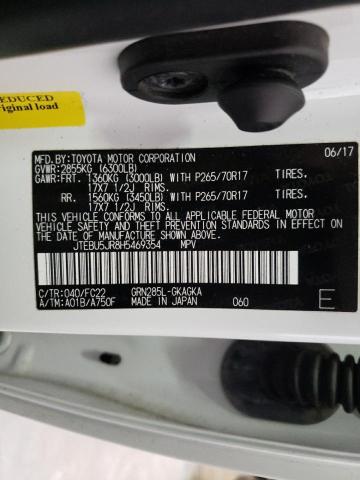 EDUCED
original load
MFD.BY:TOYOTA MOTOR CORPORATION 06/17
GVWR:2855KG (6300LB)
GAWR:FRT. 1360KG (3000LB) WITH P265/70R17 TIRES.
17X7 1/2J RIMS.
RR. 1560KG (3450LB) WITH P265/70R17 TIRES.
17X7 1/2J RIMS.
THIS VEHICLE CONFORMS TO ALL APPLICABLE FEDERAL MOTOR
VEHICLE SAFETY AND THEFT PREVENTION STANDARDS IN
EFFECT ON THE DATE OF MANUFACTURE SHOWN ABOVE.
JTEBU5JR8H5469354 MPV
C/TR:040/FC22 GRN285L-GKAGKA
A/TM:A01B/A750F MADE IN JAPAN 060 E